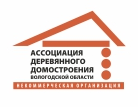 АССОЦИАЦИЯ
ДЕРЕВЯННОГО
ДОМОСТРОЕНИЯ
ВОЛОГОДСКОЙ ОБЛАСТИ
НЕКОММЕРЧЕСКАЯ ОРГАНИЗАЦИЯ